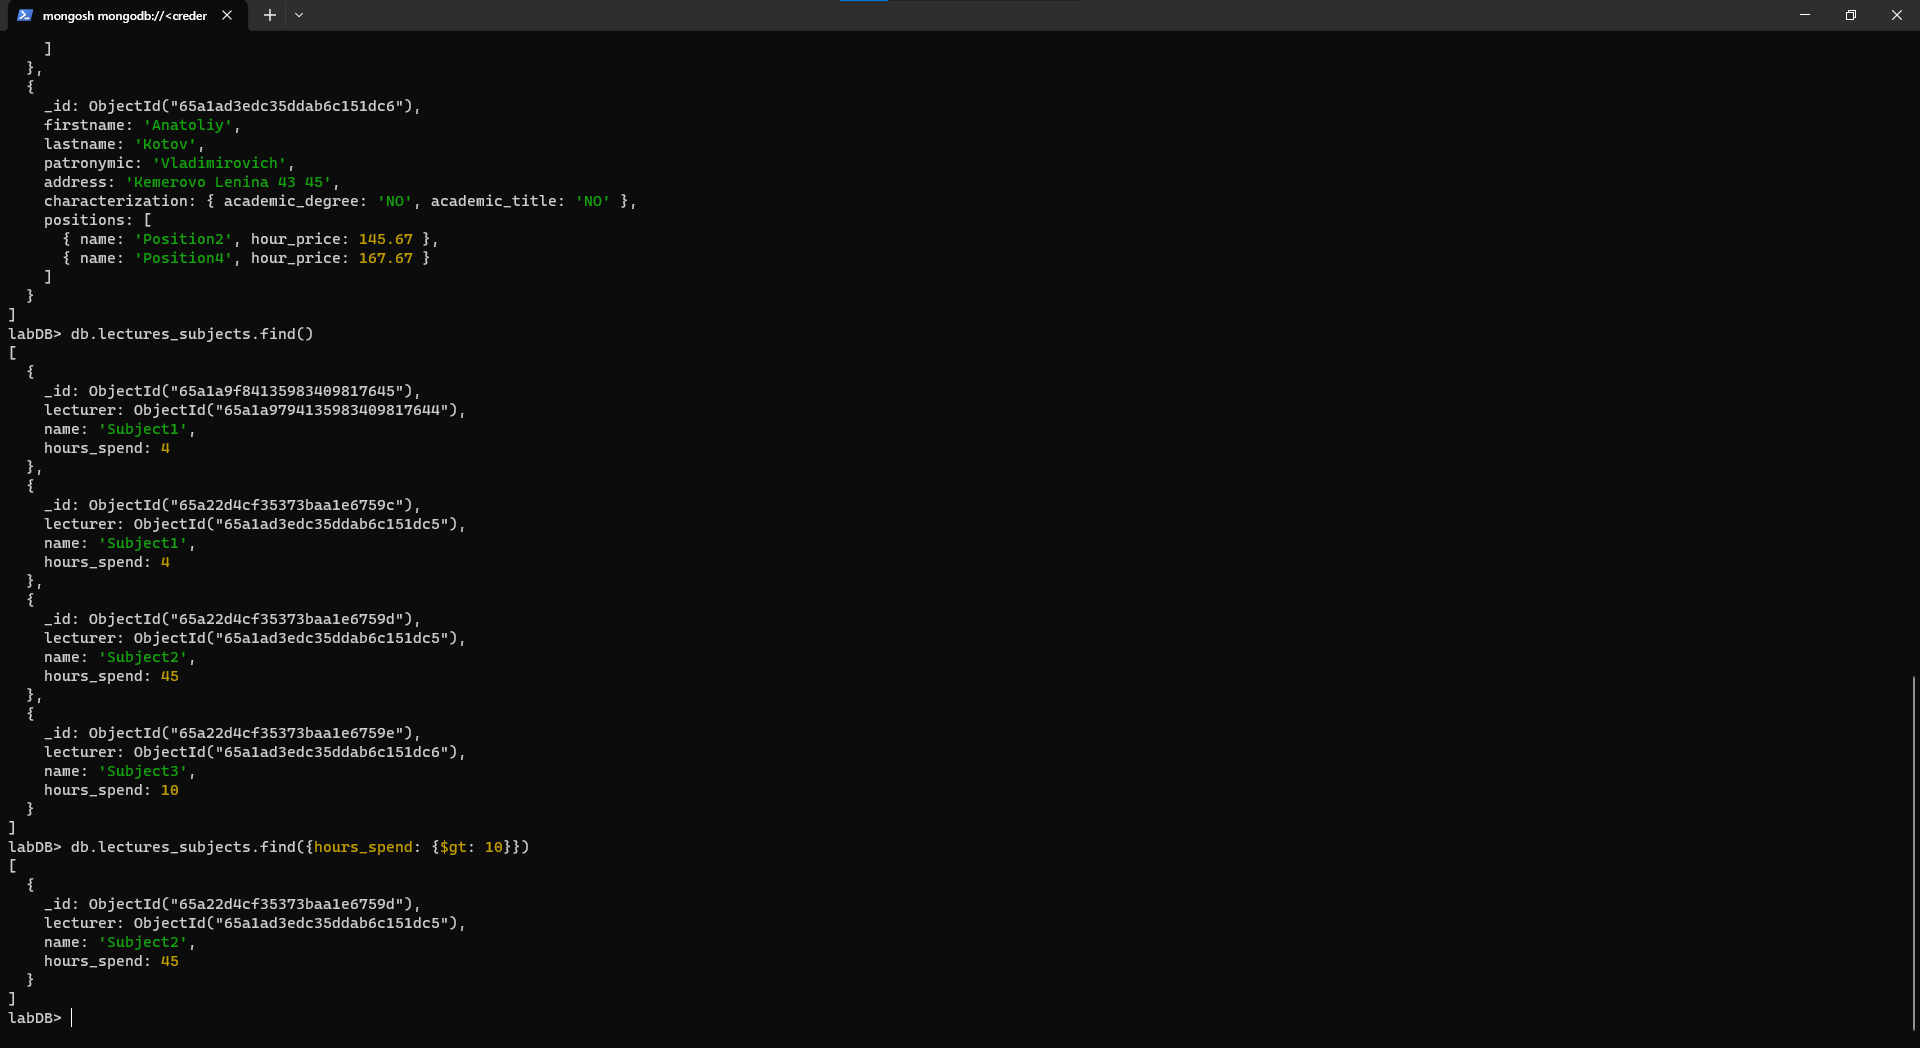 mongosh mongodb://<creder
    ]
  },
  {
    _id: ObjectId("65a1ad3edc35ddab6c151dc6"),
    firstname: 'Anatoliy',
    lastname: 'Kotov',
    patronymic: 'Vladimirovich',
    address: 'Kemerovo Lenina 43 45',
    characterization: { academic_degree: 'NO', academic_title: 'NO' },
    positions: [
      { name: 'Position2', hour_price: 145.67 },
      { name: 'Position4', hour_price: 167.67 }
    ]
  }
]
labDB> db.lectures_subjects.find()
[
  {
    _id: ObjectId("65a1a9f84135983409817645"),
    lecturer: ObjectId("65a1a9794135983409817644"),
    name: 'Subject1',
    hours_spend: 4
  },
  {
    _id: ObjectId("65a22d4cf35373baa1e6759c"),
    lecturer: ObjectId("65a1ad3edc35ddab6c151dc5"),
    name: 'Subject1',
    hours_spend: 4
  },
  {
    _id: ObjectId("65a22d4cf35373baa1e6759d"),
    lecturer: ObjectId("65a1ad3edc35ddab6c151dc5"),
    name: 'Subject2',
    hours_spend: 45
  },
  {
    _id: ObjectId("65a22d4cf35373baa1e6759e"),
    lecturer: ObjectId("65a1ad3edc35ddab6c151dc6"),
    name: 'Subject3',
    hours_spend: 10
  }
]
labDB> db.lectures_subjects.find({hours_spend: {$gt: 10}})
[
  {
    _id: ObjectId("65a22d4cf35373baa1e6759d"),
    lecturer: ObjectId("65a1ad3edc35ddab6c151dc5"),
    name: 'Subject2',
    hours_spend: 45
  }
]
labDB>